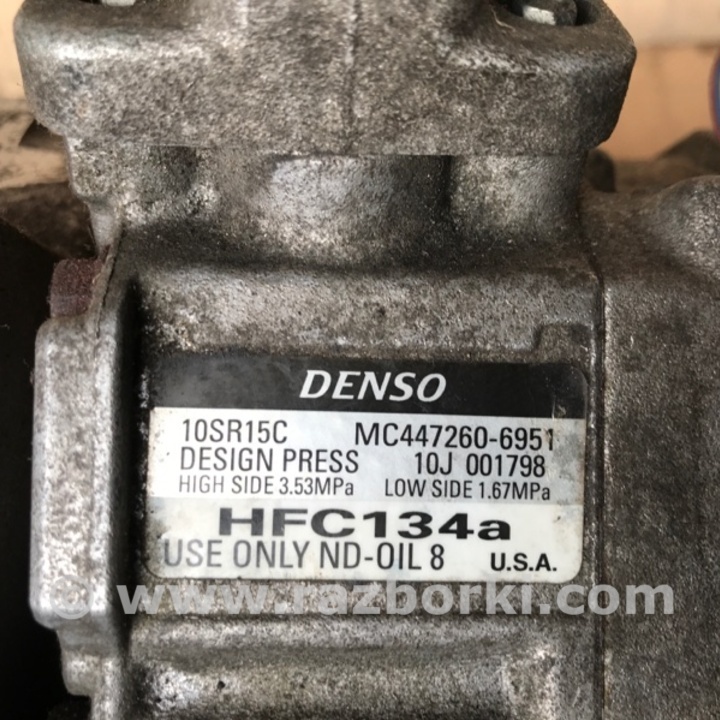 DENSO
10SR15C MC447260-6951
DESIGN PRESS 10J 001798
HIGH SIDE 3.53MPa LOW SIDE 1.67MPa
HFC134a
USE ONLY ND-OIL 8 U.S.A.
© www.razborki.com